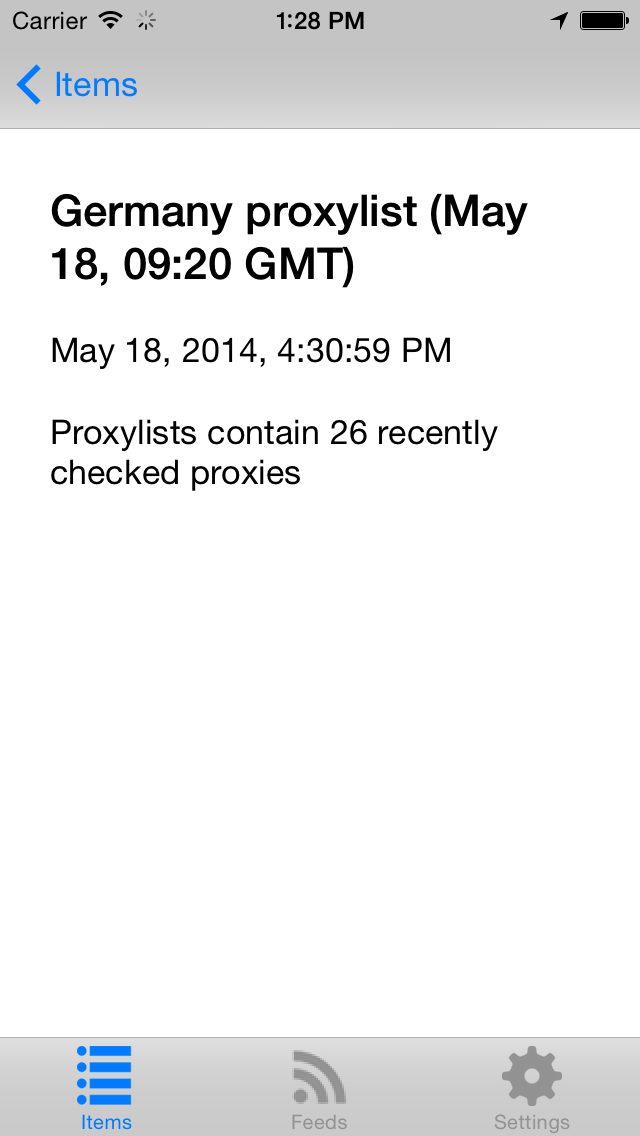 Carrier 1:28 PM
Items
Germany proxylist (May
18, 09:20 GMT)
May 18, 2014, 4:30:59 PM
Proxylists contain 26 recently
checked proxies
Items Feeds Settings